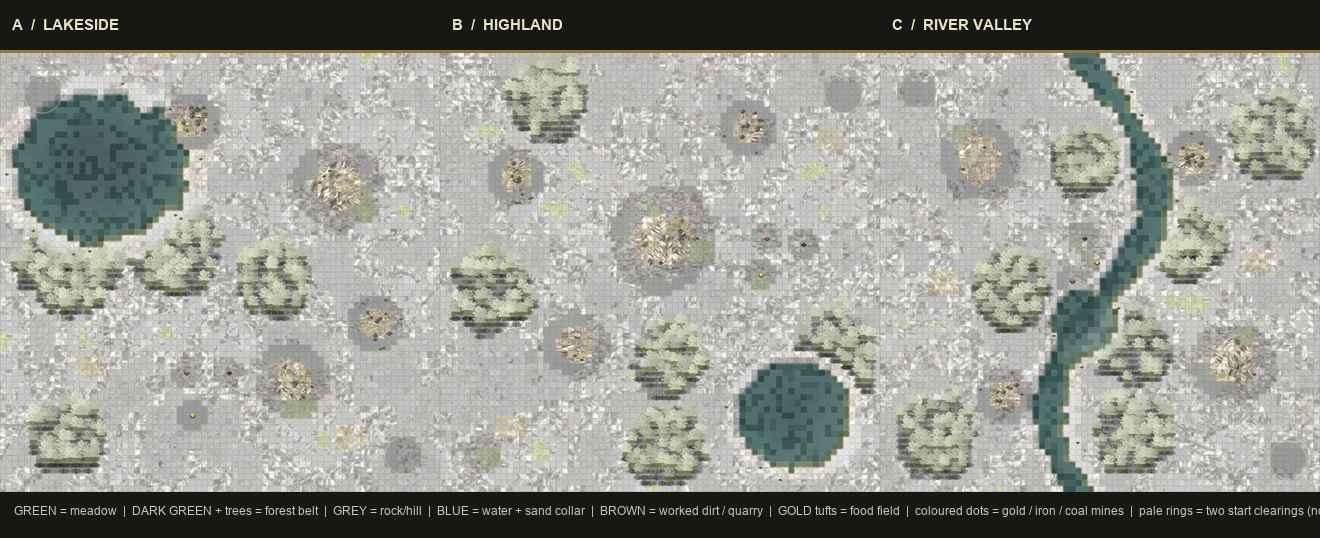 A / LAKESIDE
B / HIGHLAND
C / RIVER VALLEY
GREEN = meadow | DARK GREEN + trees = forest belt | GREY = rock/hill | BLUE = water + sand collar | BROWN = worked dirt / quarry | GOLD tufts = food field | coloured dots = gold / iron / coal mines | pale rings = two start clearings (no